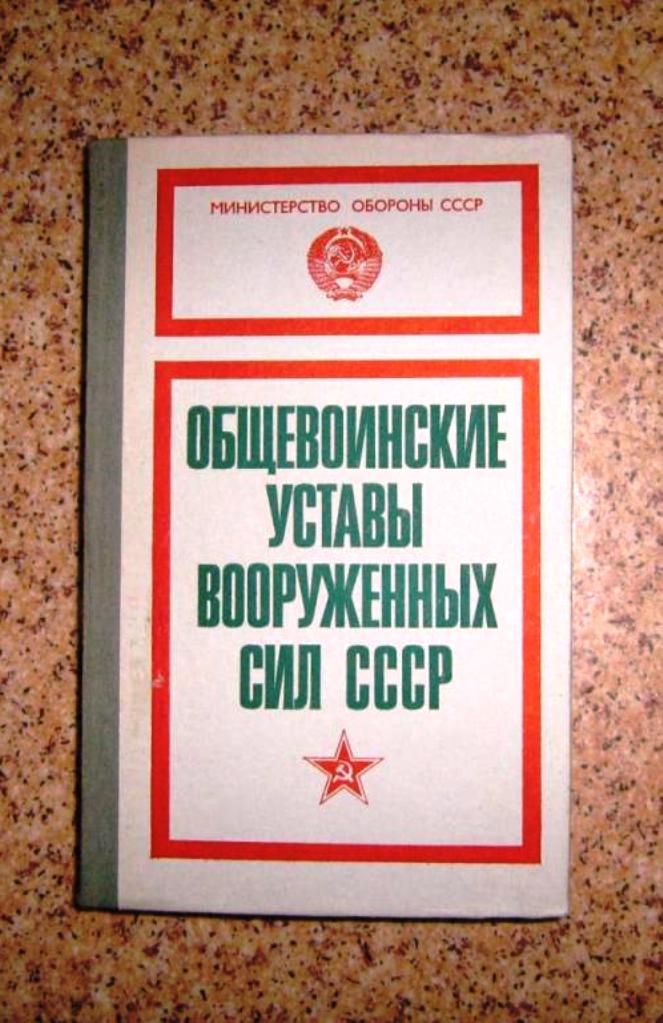 МИНИСТЕРСТВО ОБОРОНЫ СССР
ОБЩЕВОИНСКИЕ
УСТАВЫ
ВООРУЖЕННЫХ
СИЛ СССР